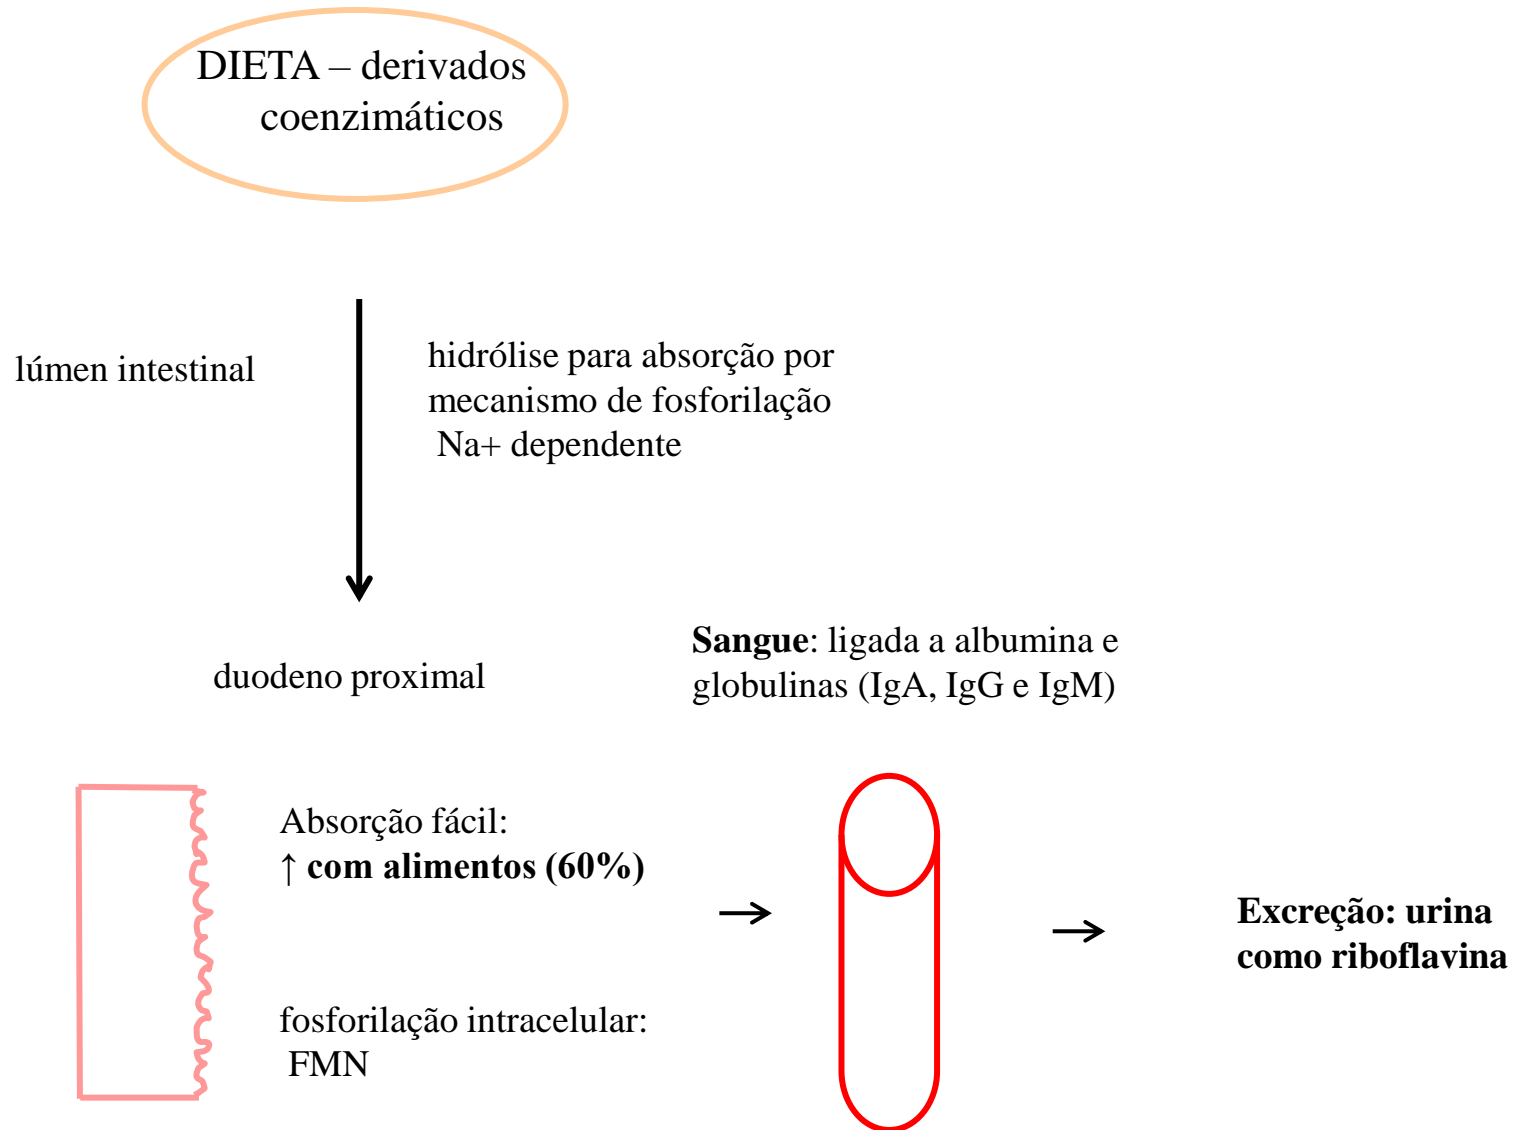 DIETA – derivados
coenzimáticos
lúmen intestinal
hidrólise para absorção por
mecanismo de fosforilação
Na+ dependente
duodeno proximal
Sangue: ligada a albumina e
globulinas (IgA, IgG e IgM)
Absorção fácil:
↑ com alimentos (60%)
fosforilação intracelular:
FMN
Excreção: urina
como riboflavina